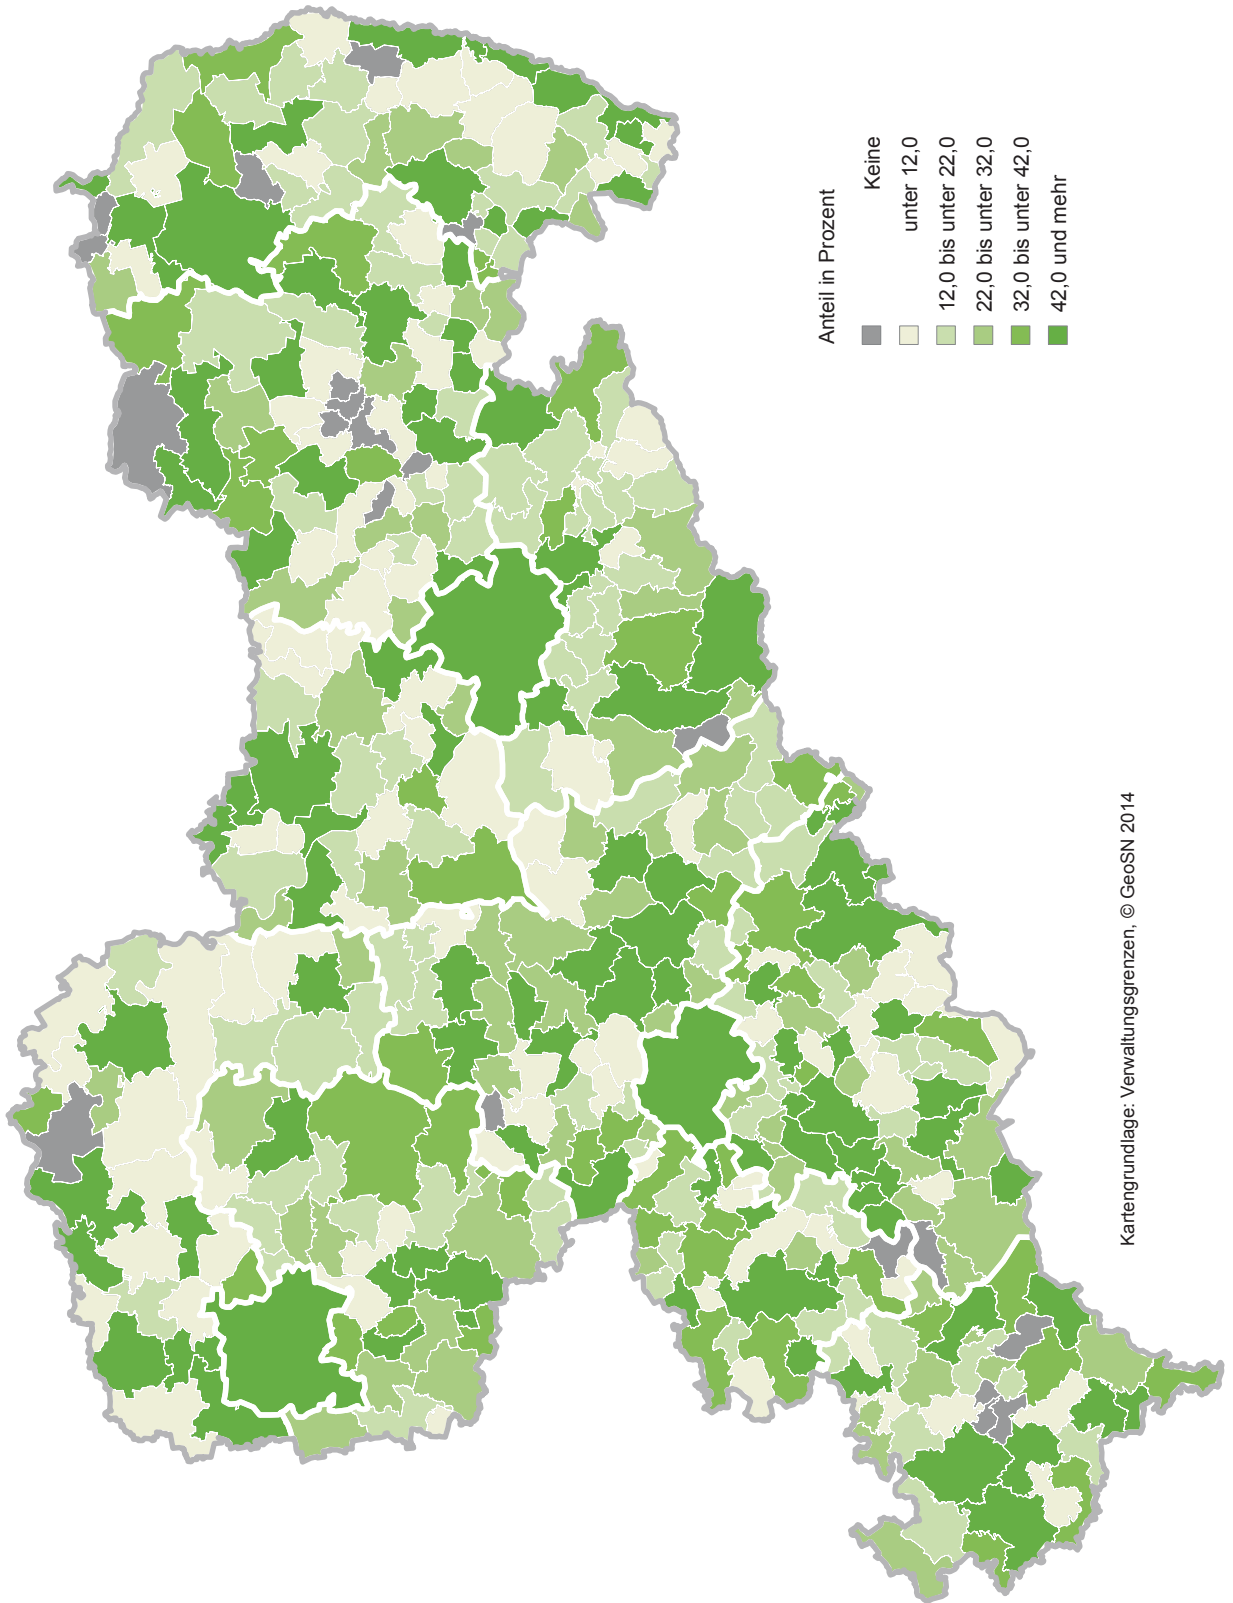 Anteil in Prozent
Keine
unter 12,0
12,0 bis unter 22,0
22,0 bis unter 32,0
32,0 bis unter 42,0
42,0 und mehr
Kartengrundlage: Verwaltungsgrenzen, © GeoSN 2014